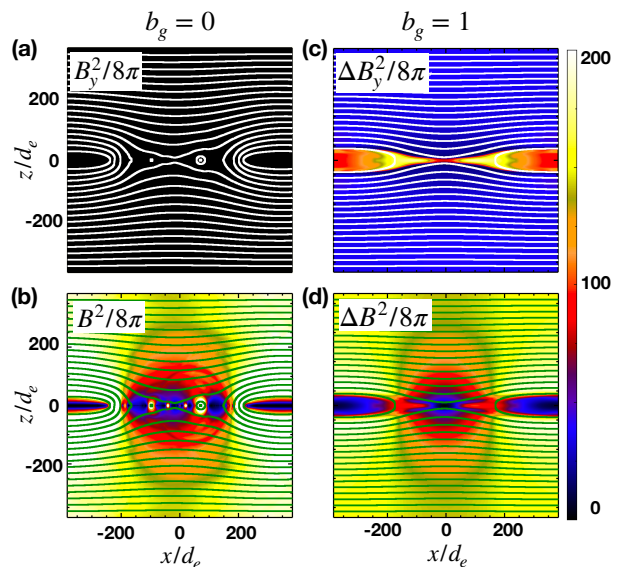 b_g = 0
b_g = 1
(a)
B_y^2/8π
(c)
ΔB_y^2/8π
200
z/d_e
200
0
-200
100
(b)
B^2/8π
(d)
ΔB^2/8π
z/d_e
200
0
-200
0
-200
0
200
-200
0
200
x/d_e
x/d_e